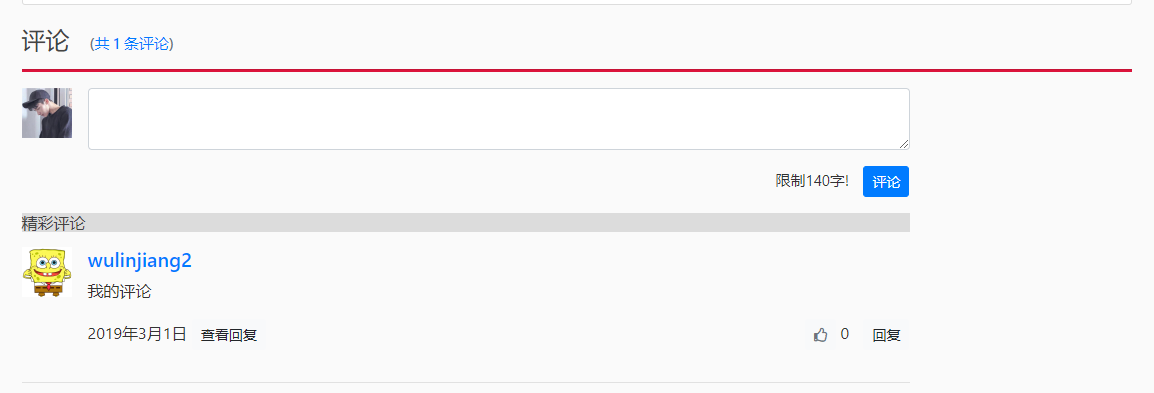 评论 (共 1 条评论)
限制140字! 评论
精彩评论
wulinjiang2
我的评论
2019年3月1日 查看回复 0 回复